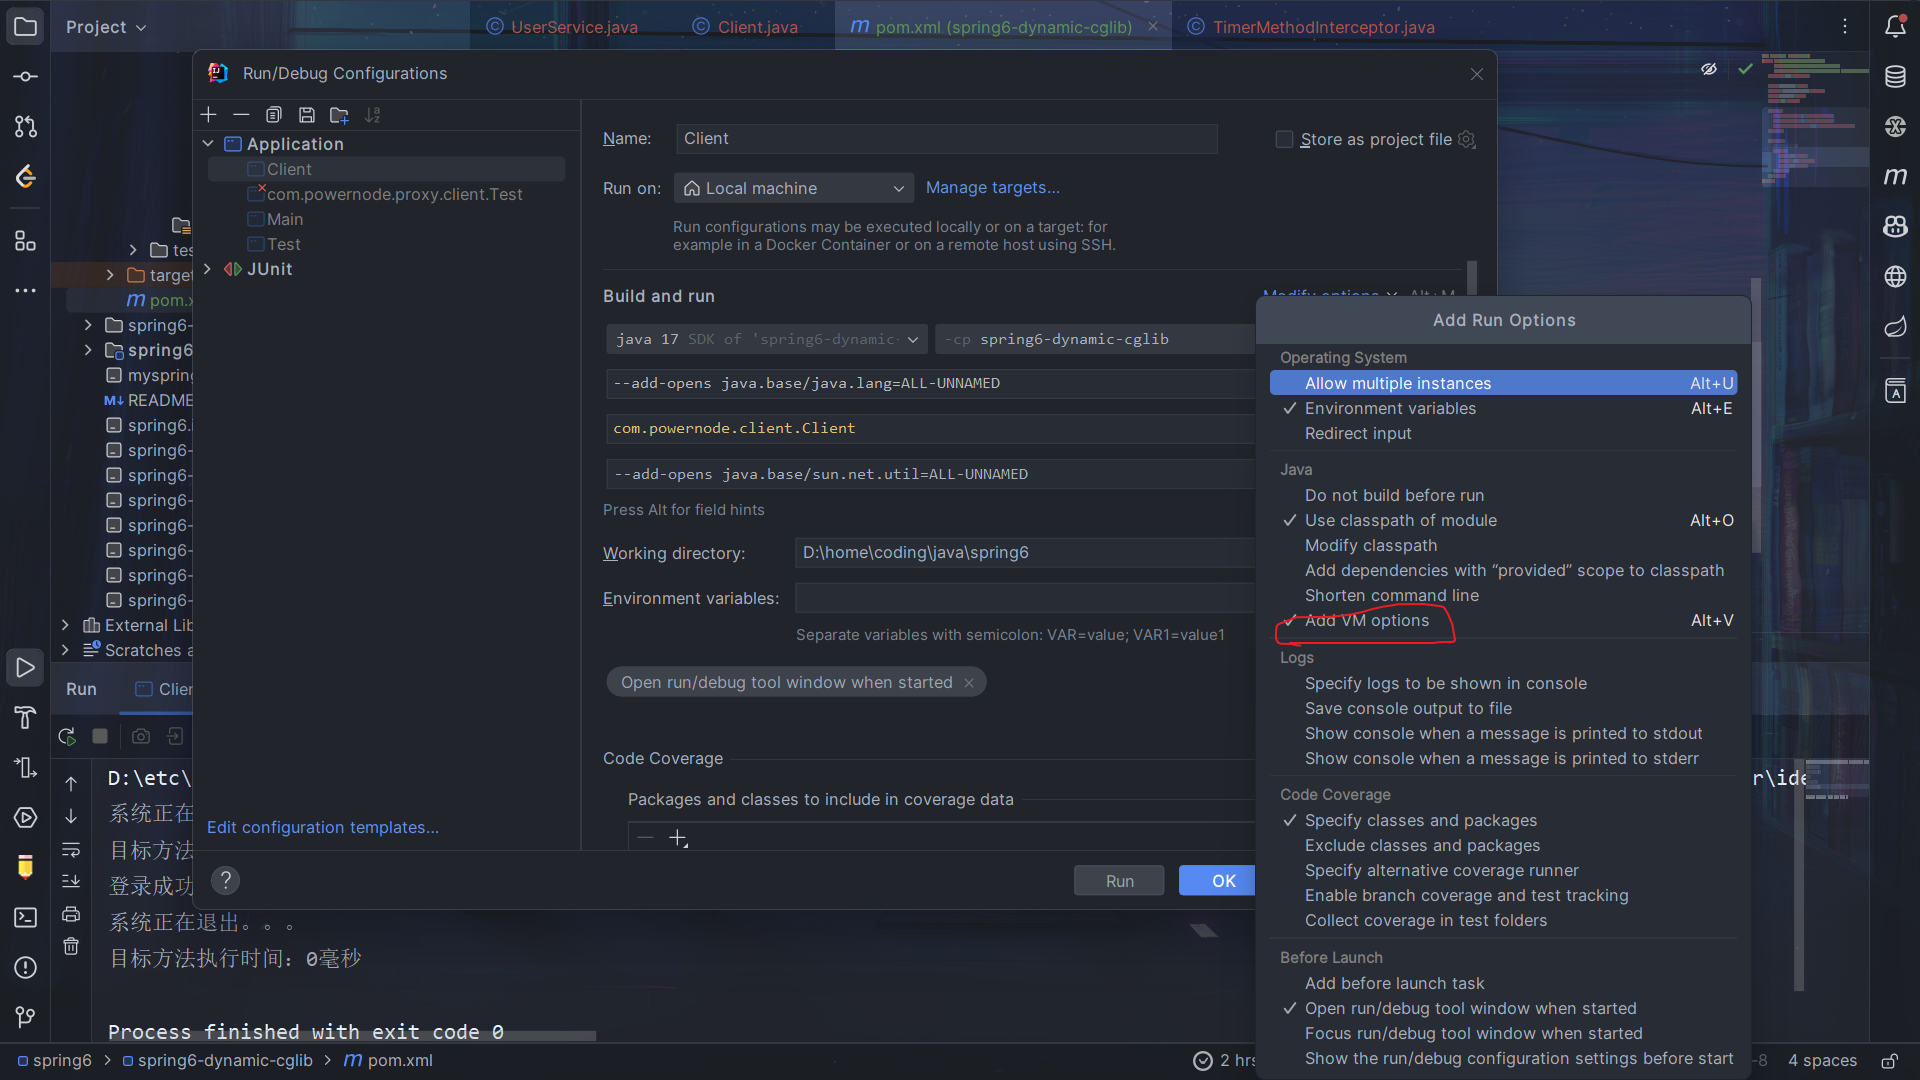 Project
UserService.java
Client.java
pom.xml (spring6-dynamic-cglib)
TimerMethodInterceptor.java
Run/Debug Configurations
Application
Client
com.powernode.proxy.client.Test
Main
Test
JUnit
Edit configuration templates...
Name:
Client
Store as project file
Run on:
Local machine
Manage targets...
Run configurations may be executed locally or on a target: for
example in a Docker Container or on a remote host using SSH.
Build and run
Modify options
Alt+M
java 17 SDK of 'spring6-dynamic-
-cp spring6-dynamic-cglib
--add-opens java.base/java.lang=ALL-UNNAMED
com.powernode.client.Client
--add-opens java.base/sun.net.util=ALL-UNNAMED
Press Alt for field hints
Working directory:
D:\home\coding\java\spring6
Environment variables:
Separate variables with semicolon: VAR=value; VAR1=value1
Open run/debug tool window when started
Code Coverage
Packages and classes to include in coverage data
?
Run
OK
Add Run Options
Operating System
Allow multiple instances Alt+U
Environment variables Alt+E
Redirect input
Java
Do not build before run
Use classpath of module Alt+O
Modify classpath
Add dependencies with “provided” scope to classpath
Shorten command line
Add VM options Alt+V
Logs
Specify logs to be shown in console
Save console output to file
Show console when a message is printed to stdout
Show console when a message is printed to stderr
Code Coverage
Specify classes and packages
Exclude classes and packages
Specify alternative coverage runner
Enable branch coverage and test tracking
Collect coverage in test folders
Before Launch
Add before launch task
Open run/debug tool window when started
Focus run/debug tool window when started
Show the run/debug configuration settings before start
tes
targe
pom.x
spring6-
spring6
myspring
README
spring6.i
spring6-
spring6-
spring6-
spring6-
spring6-
spring6-
spring6-
External Lib
Scratches a
Run
Clien
D:\etc\
r\ide
系统正在
目标方法
登录成功
系统正在退出。。。
目标方法执行时间：0毫秒
Process finished with exit code 0
spring6 > spring6-dynamic-cglib > pom.xml
2 hrs
-8
4 spaces